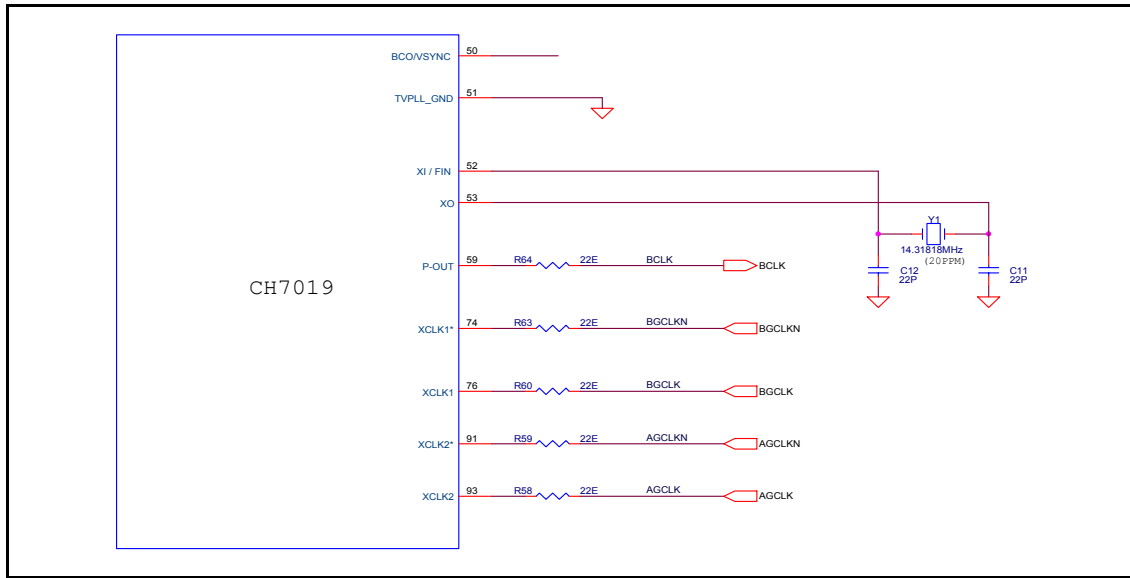 BCO/VSYNC 50
TVPLL_GND 51
XI / FIN 52
XO 53
Y1
14.31818MHz
(20PPM)
C12
22P
C11
22P
P-OUT 59 R64 22E BCLK BCLK
CH7019
XCLK1* 74 R63 22E BGCLKN BGCLKN
XCLK1 76 R60 22E BGCLK BGCLK
XCLK2* 91 R59 22E AGCLKN AGCLKN
XCLK2 93 R58 22E AGCLK AGCLK